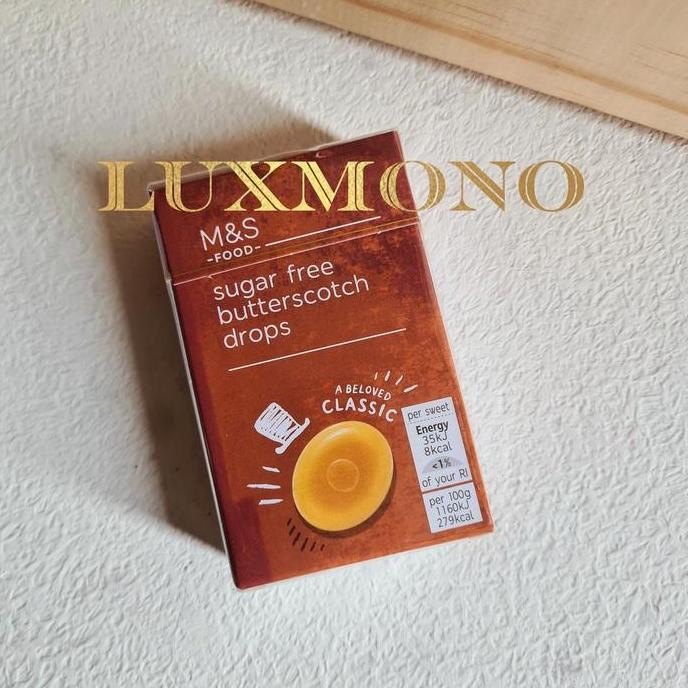 LUXMONO
M&S
-FOOD-
sugar free
butterscotch
drops
A BELOVED
CLASSIC
per sweet
Energy
35kJ
8kcal
<1%
of your RI
per 100g
1160kJ
279kcal